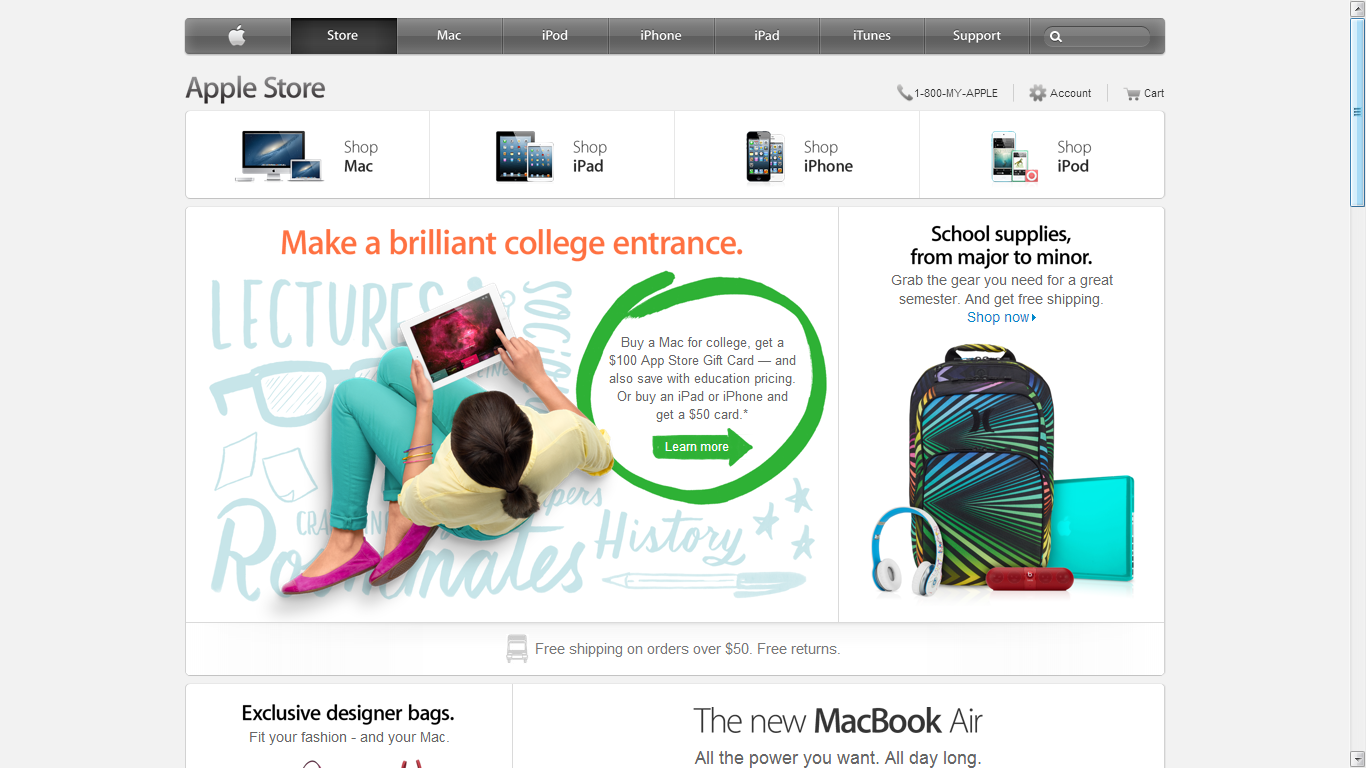 Store
Mac
iPod
iPhone
iPad
iTunes
Support
Apple Store
1-800-MY-APPLE
Account
Cart
Shop
Mac
Shop
iPad
Shop
iPhone
Shop
iPod
Make a brilliant college entrance.
LECTURES
SOCIOL
Buy a Mac for college, get a
$100 App Store Gift Card — and
also save with education pricing.
Or buy an iPad or iPhone and
get a $50 card.*
Learn more
Roommates
History
School supplies,
from major to minor.
Grab the gear you need for a great
semester. And get free shipping.
Shop now
Free shipping on orders over $50. Free returns.
Exclusive designer bags.
Fit your fashion - and your Mac.
The new MacBook Air
All the power you want. All day long.